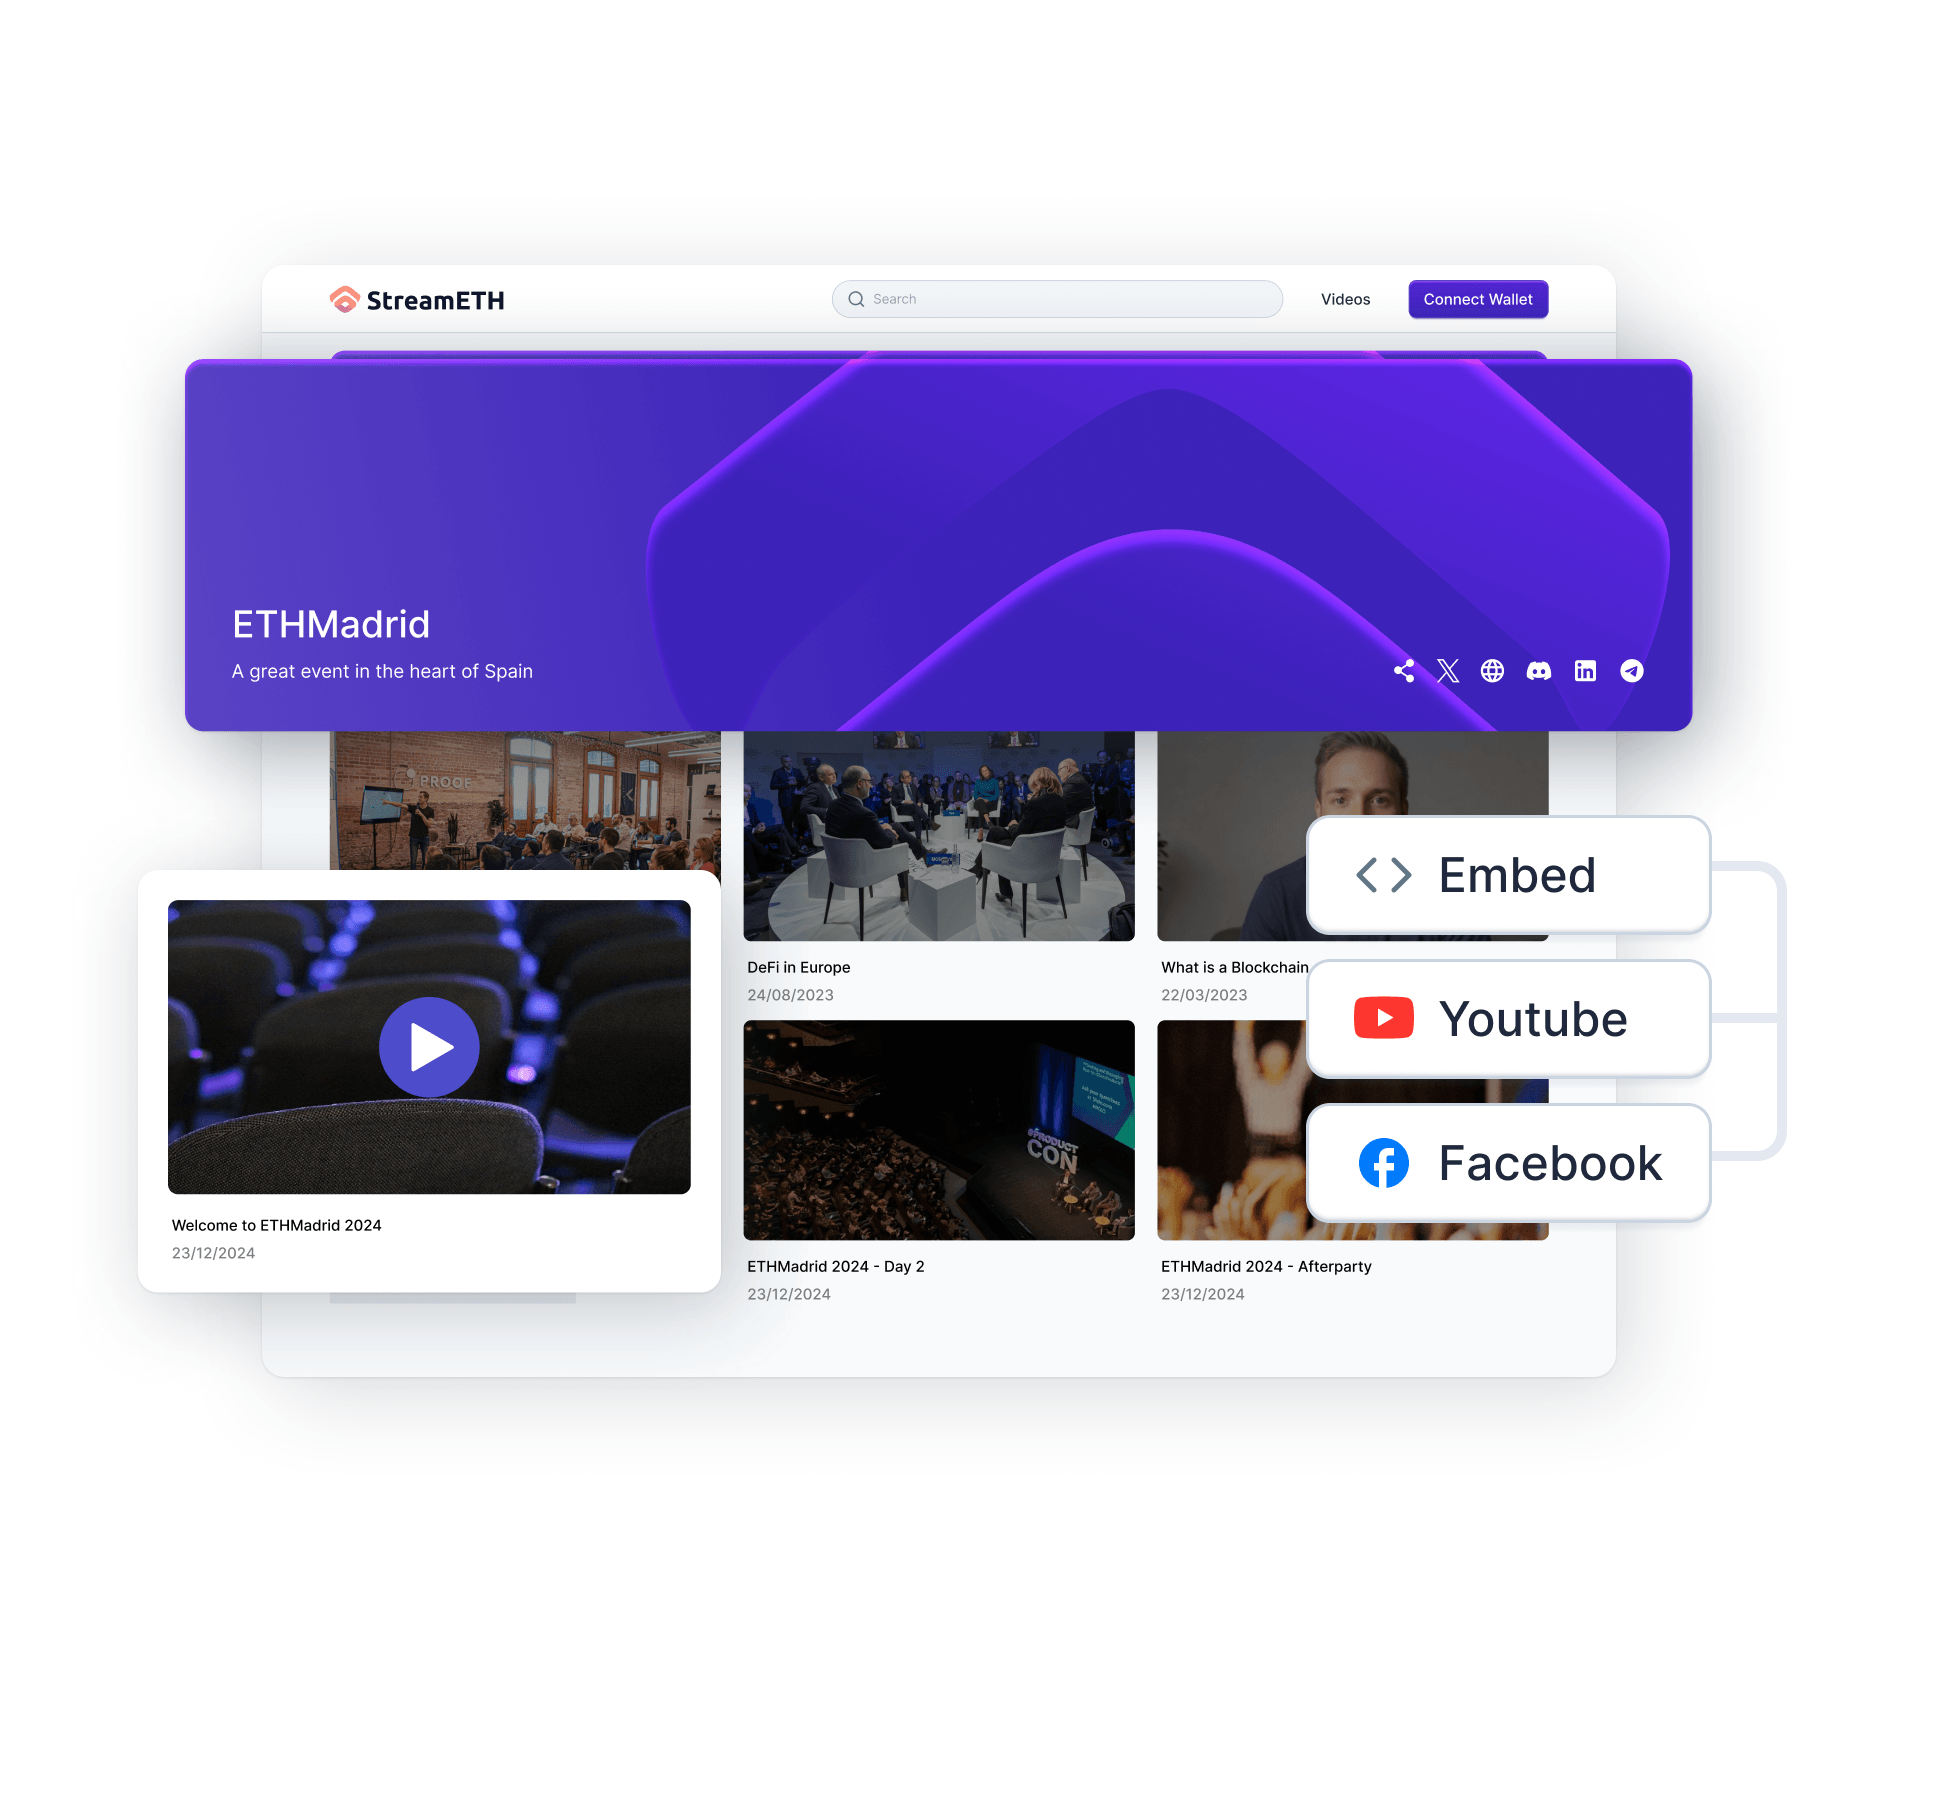 StreamETH
Search
Videos
Connect Wallet
ETHMadrid
A great event in the heart of Spain
PROOF
DeFi in Europe
24/08/2023
What is a Blockchain
22/03/2023
Embed
Youtube
Facebook
#PRODUCT
CON
Welcome to ETHMadrid 2024
23/12/2024
ETHMadrid 2024 - Day 2
23/12/2024
ETHMadrid 2024 - Afterparty
23/12/2024